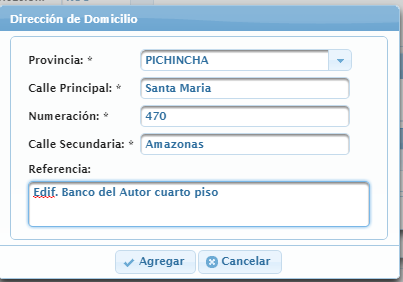 Dirección de Domicilio
Provincia: * PICHINCHA
Calle Principal: * Santa Maria
Numeración: * 470
Calle Secundaria: * Amazonas
Referencia:
Edif. Banco del Autor cuarto piso
Agregar Cancelar